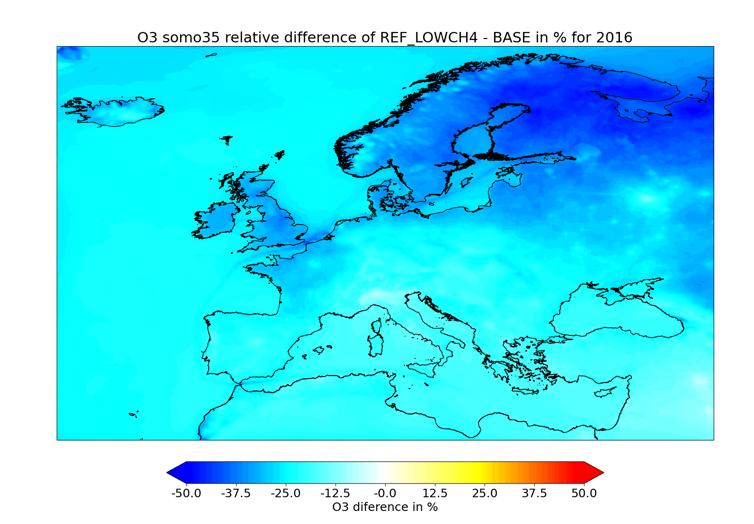 O3 somo35 relative difference of REF_LOWCH4 - BASE in % for 2016
-50.0 -37.5 -25.0 -12.5 -0.0 12.5 25.0 37.5 50.0
O3 diference in %